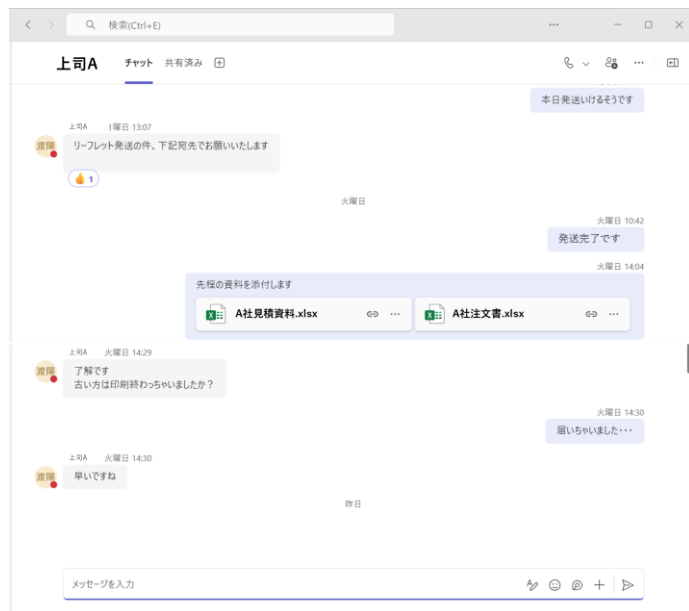 検索(Ctrl+E)
上司A チャット 共有済み
本日発送いけるそうです
上司A 曜日 13:07
リーフレット発送の件、下記宛先でお願いいたします
👍 1
火曜日
火曜日 10:42
発送完了です
火曜日 14:04
先程の資料を添付します
A社見積資料.xlsx
A社注文書.xlsx
上司A 火曜日 14:29
了解です
古い方は印刷終わっちゃいましたか？
火曜日 14:30
届いちゃいました・・・
上司A 火曜日 14:30
早いですね
昨日
メッセージを入力